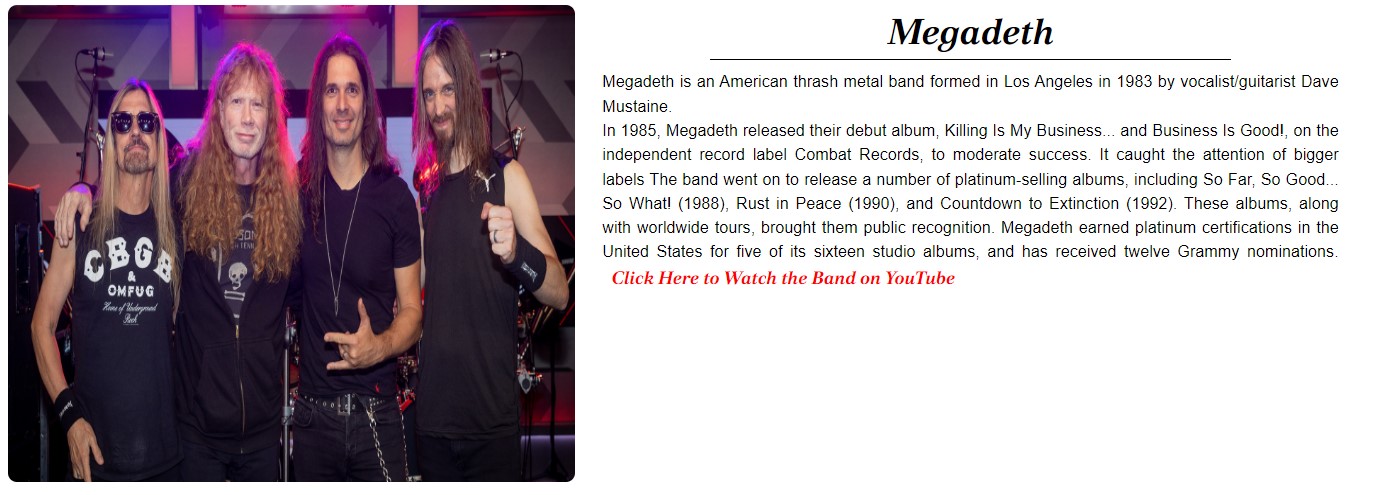 Megadeth
Megadeth is an American thrash metal band formed in Los Angeles in 1983 by vocalist/guitarist Dave
Mustaine.
In 1985, Megadeth released their debut album, Killing Is My Business... and Business Is Good!, on the
independent record label Combat Records, to moderate success. It caught the attention of bigger
labels The band went on to release a number of platinum-selling albums, including So Far, So Good...
So What! (1988), Rust in Peace (1990), and Countdown to Extinction (1992). These albums, along
with worldwide tours, brought them public recognition. Megadeth earned platinum certifications in the
United States for five of its sixteen studio albums, and has received twelve Grammy nominations.
Click Here to Watch the Band on YouTube
CBGB
&
OMFUG
Home of Underground
Rock